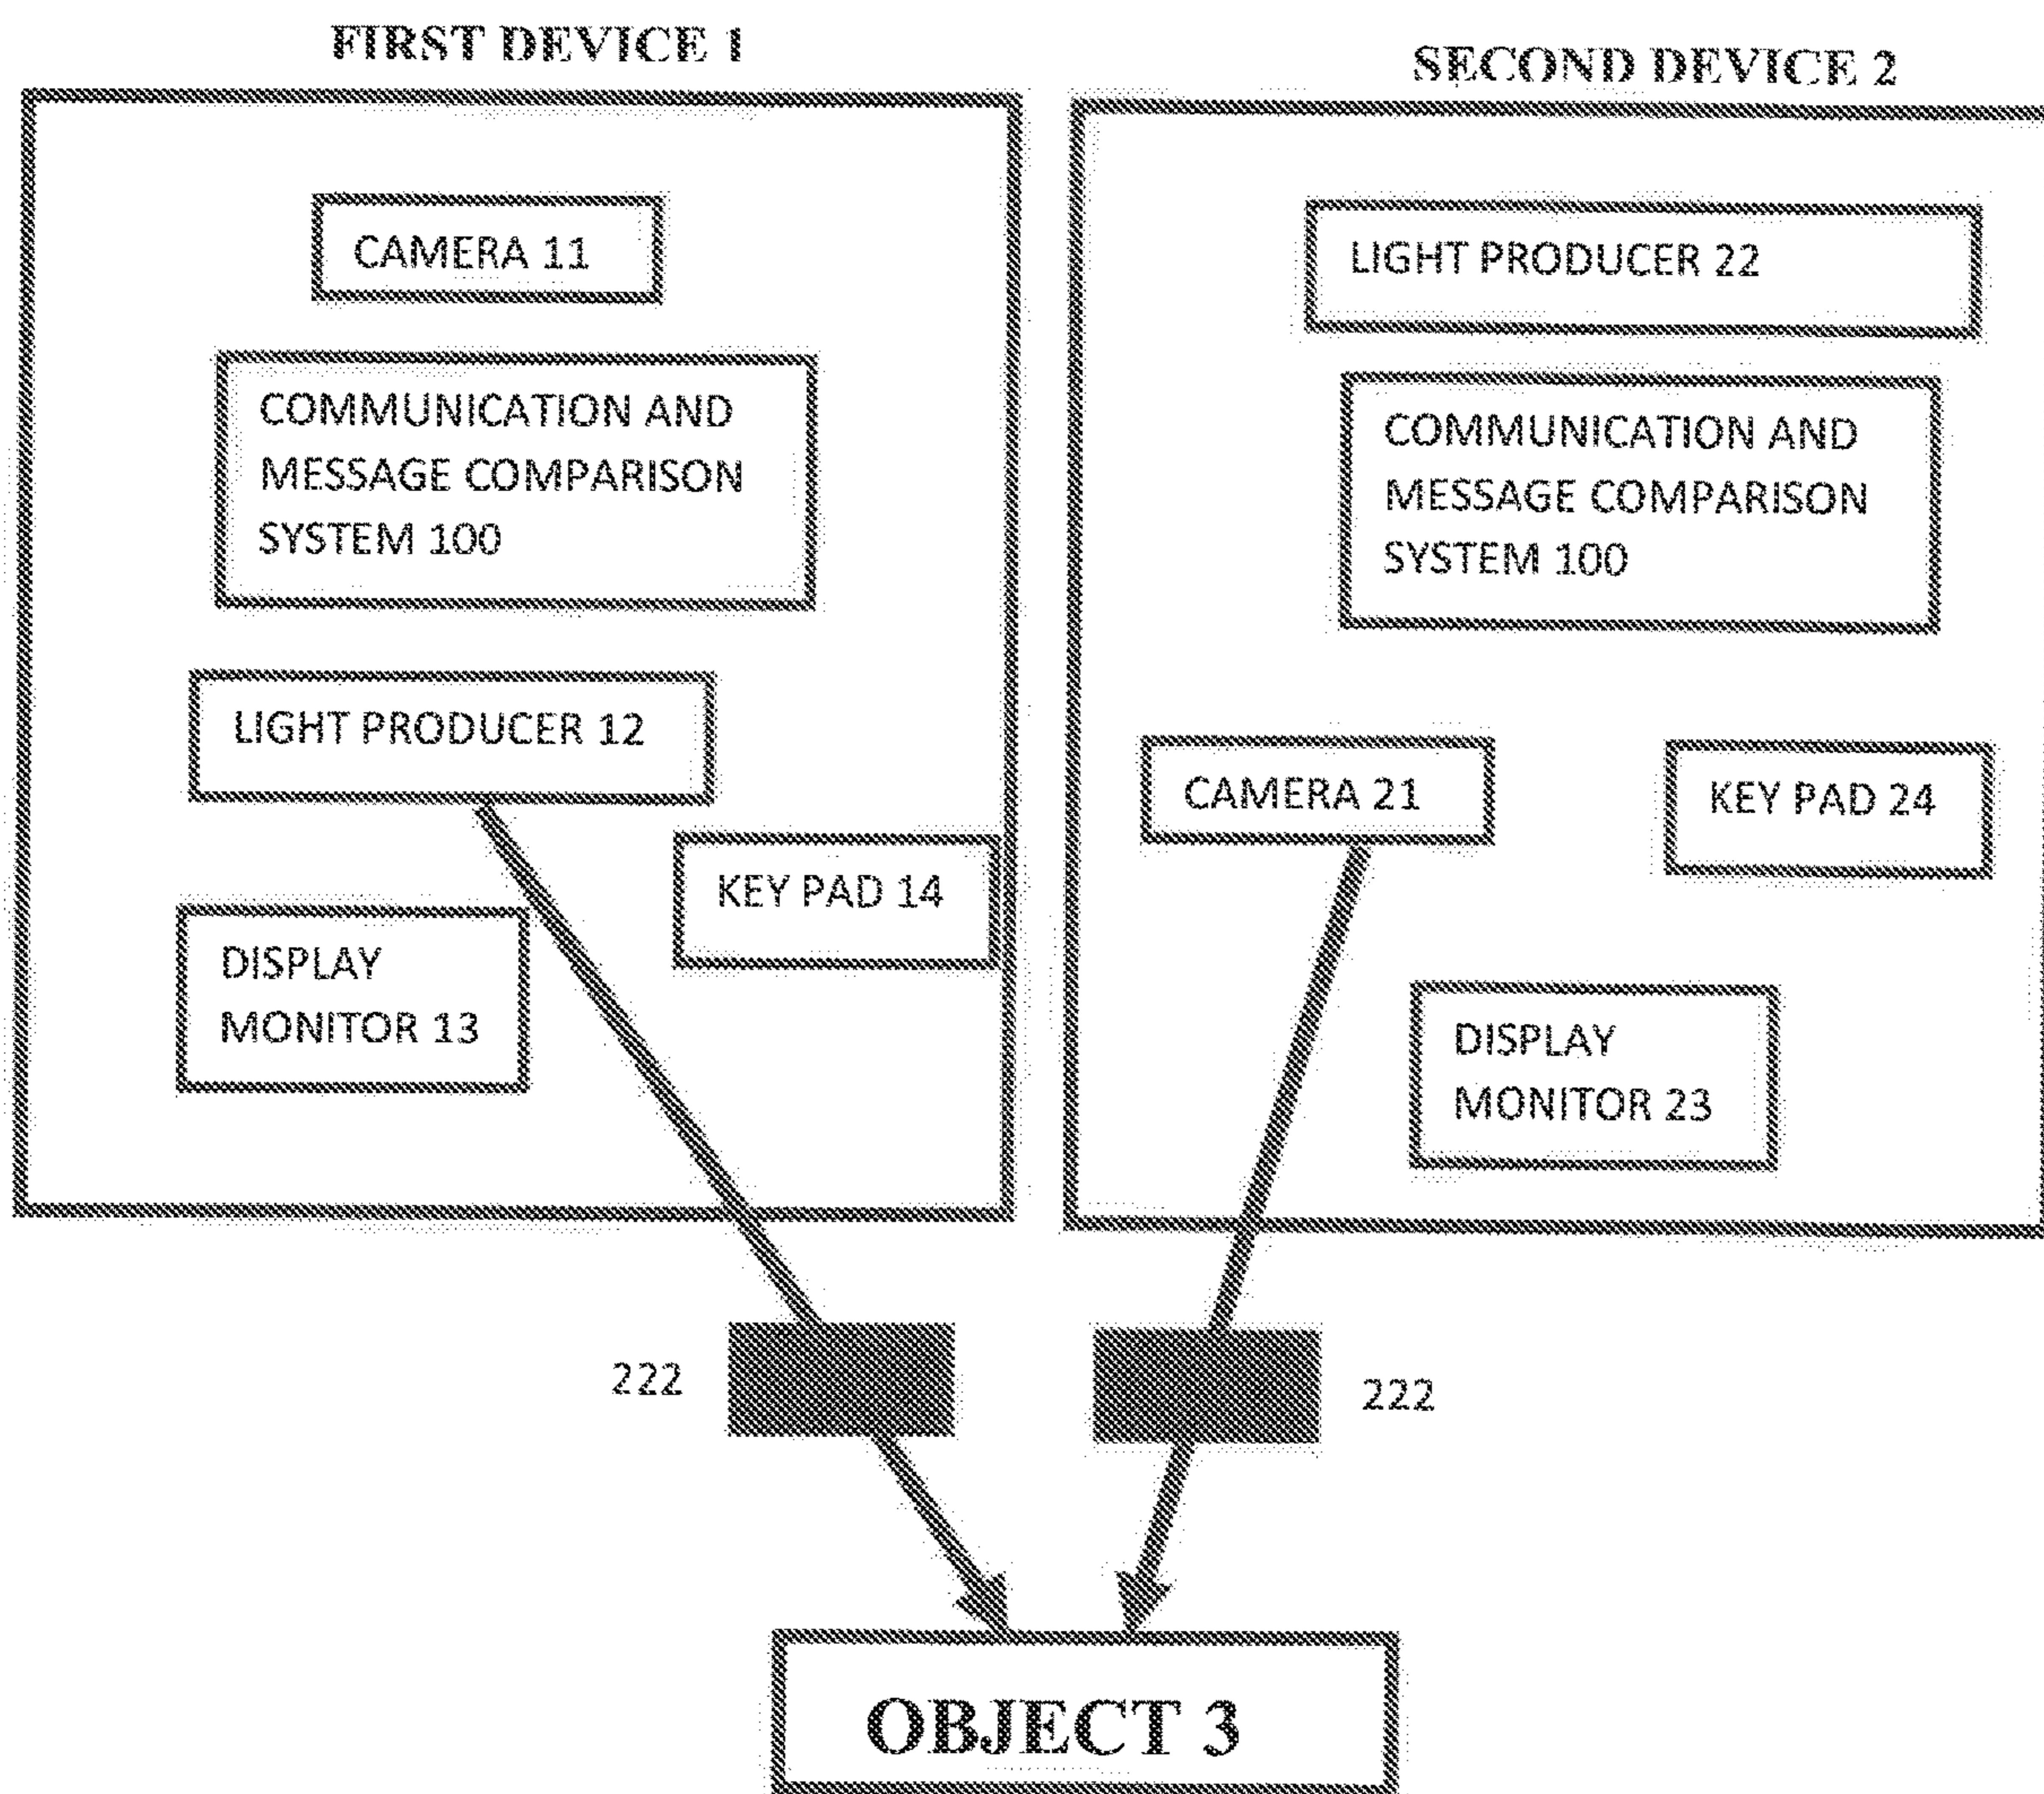 FIRST DEVICE 1
CAMERA 11
COMMUNICATION AND
MESSAGE COMPARISON
SYSTEM 100
LIGHT PRODUCER 12
KEY PAD 14
DISPLAY
MONITOR 13
SECOND DEVICE 2
LIGHT PRODUCER 22
COMMUNICATION AND
MESSAGE COMPARISON
SYSTEM 100
CAMERA 21
KEY PAD 24
DISPLAY
MONITOR 23
222
222
OBJECT 3